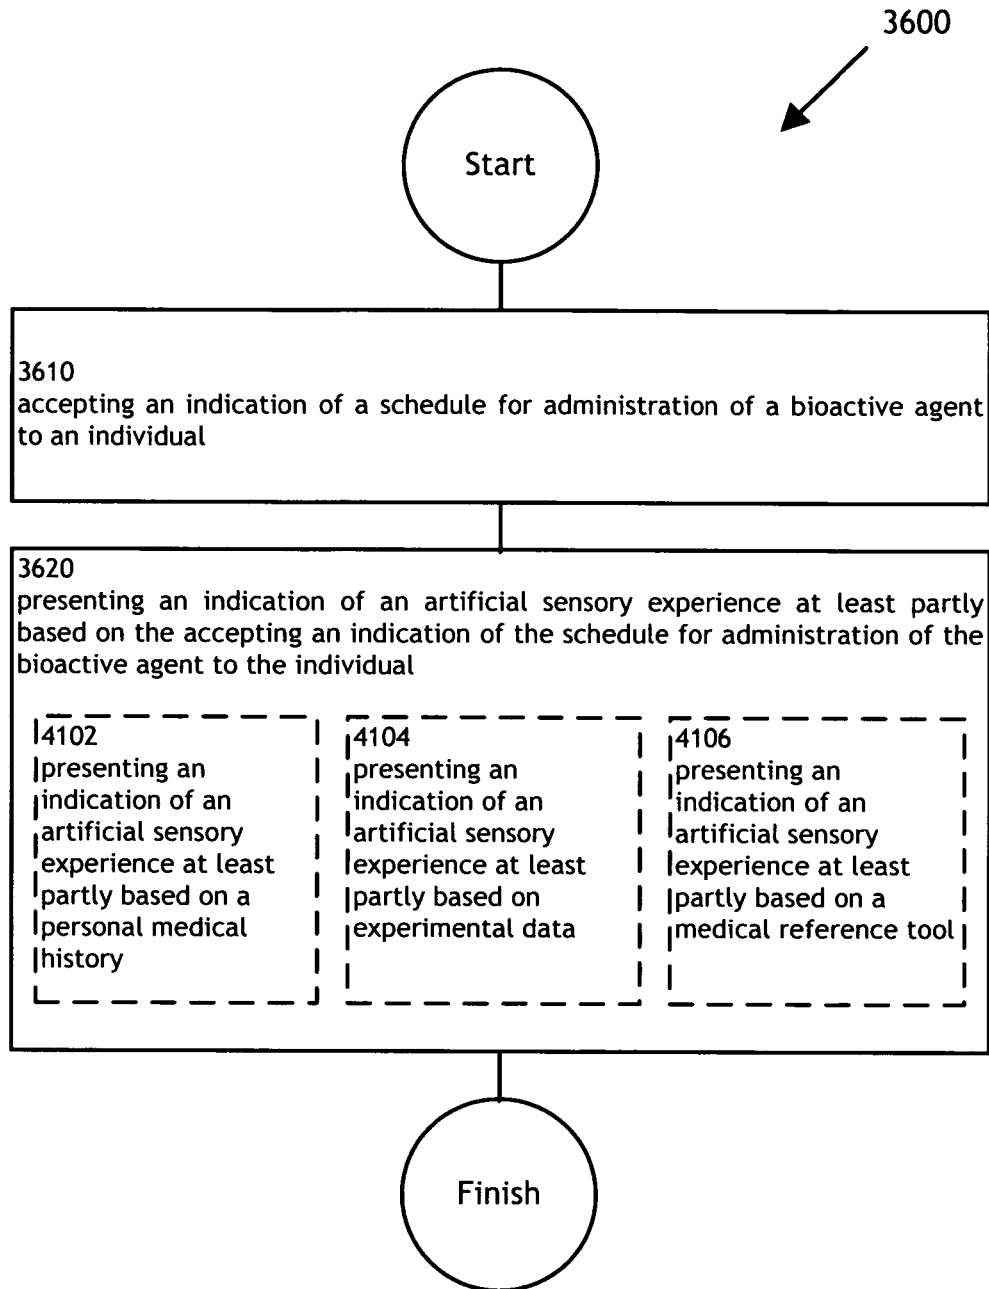 3600
Start
3610
accepting an indication of a schedule for administration of a bioactive agent
to an individual
3620
presenting an indication of an artificial sensory experience at least partly
based on the accepting an indication of the schedule for administration of the
bioactive agent to the individual
4102
presenting an
indication of an
artificial sensory
experience at least
partly based on a
personal medical
history
4104
presenting an
indication of an
artificial sensory
experience at least
partly based on
experimental data
4106
presenting an
indication of an
artificial sensory
experience at least
partly based on a
medical reference tool
Finish